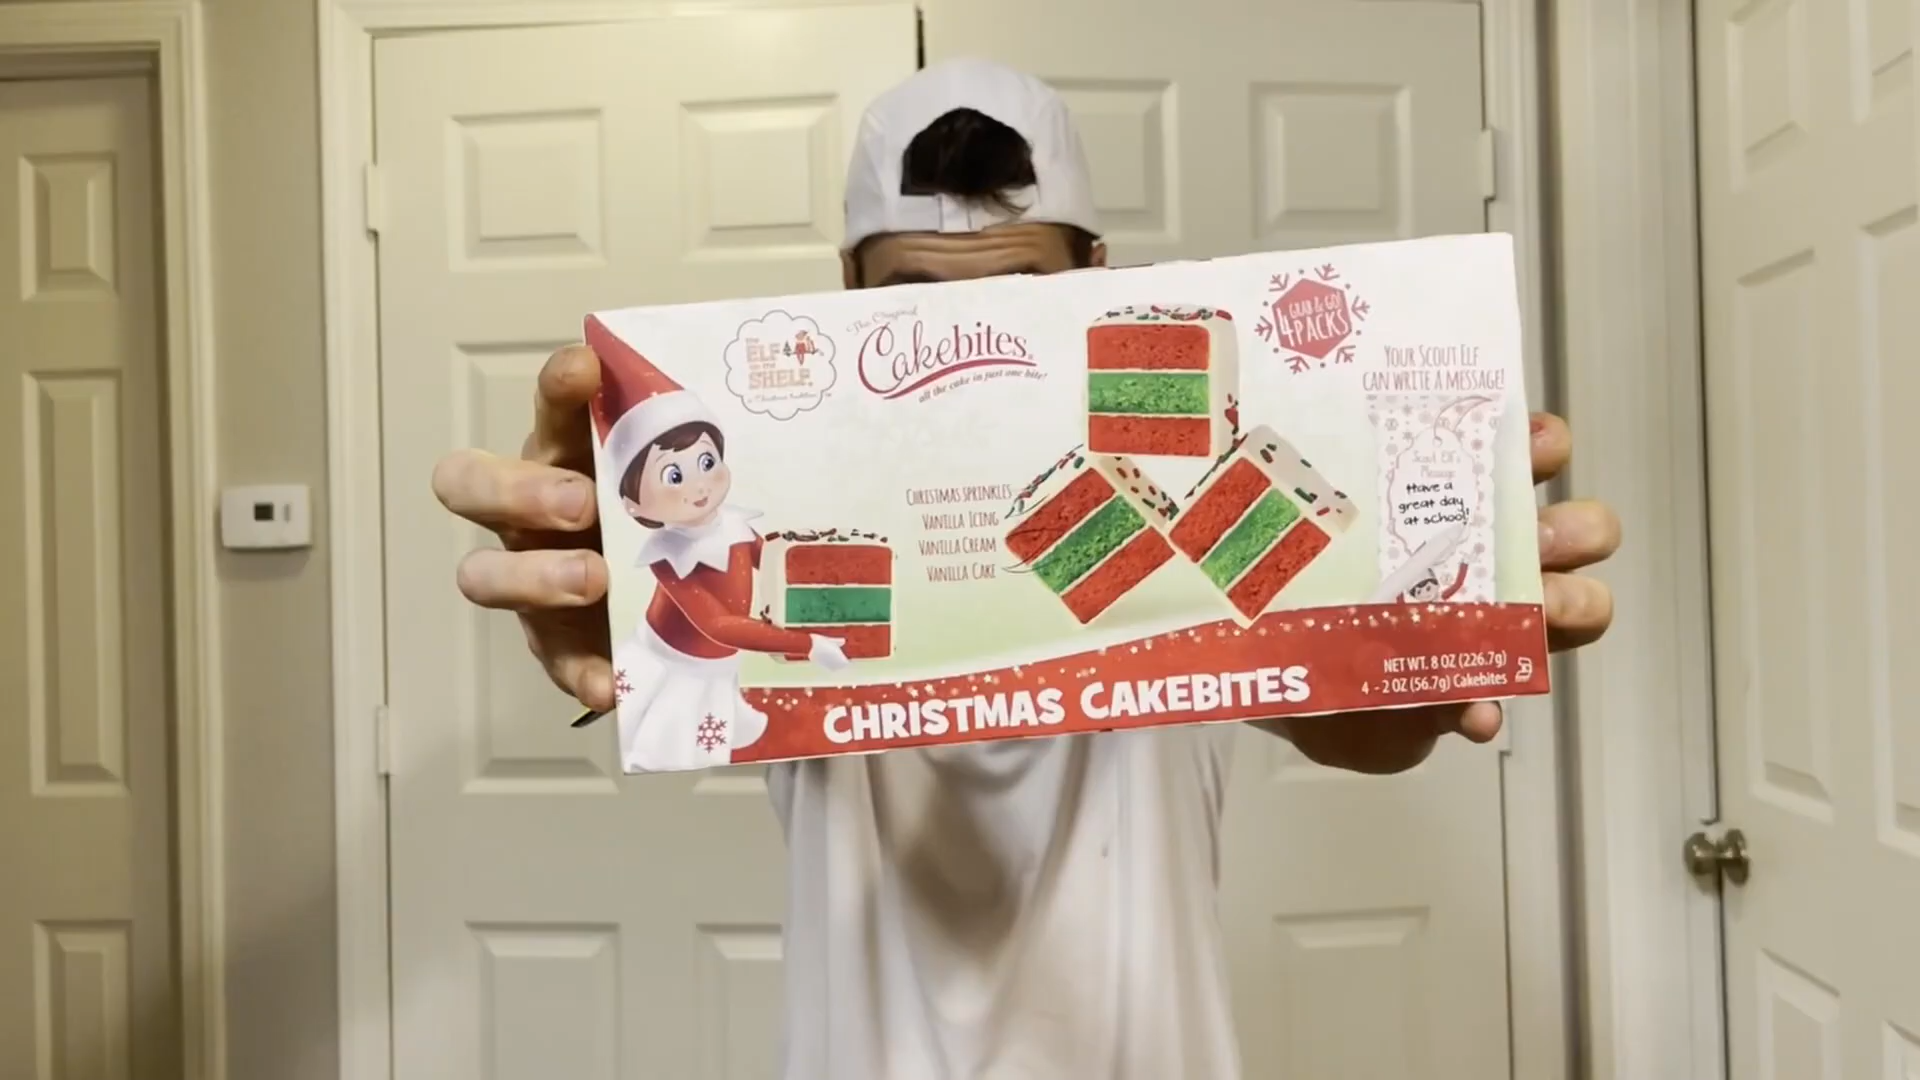 the
ELF
on the
SHELF.
a Christmas tradition
The Original
Cakebites
all the cake in just one bite!
GRAB & GO!
4 PACKS
YOUR SCOUT ELF
CAN WRITE A MESSAGE!
Scout Elf's
Message
Have a
great day
at school!
CHRISTMAS SPRINKLES
VANILLA ICING
VANILLA CREAM
VANILLA CAKE
CHRISTMAS CAKEBITES
NET WT. 8 OZ (226.7g)
4 - 2 OZ (56.7g) Cakebites